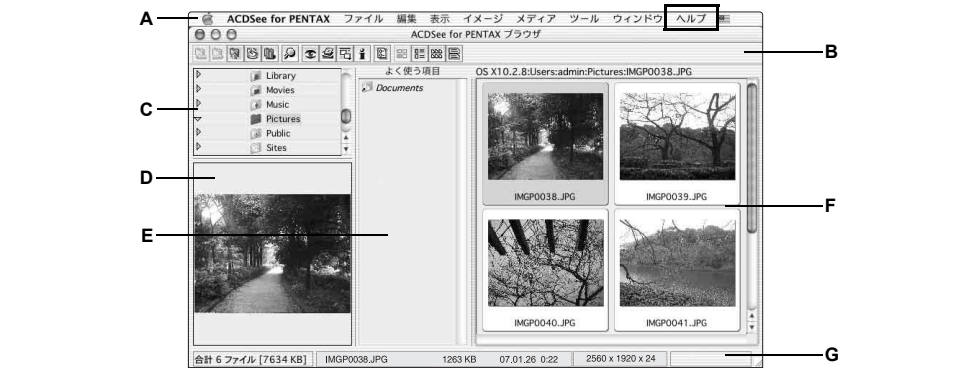 A
ACDSee for PENTAX ファイル 編集 表示 イメージ メディア ツール ウィンドウ ヘルプ
ACDSee for PENTAX ブラウザ
B
よく使う項目
OS X10.2.8:Users:admin:Pictures:IMGP0038.JPG
C
Library
Movies
Music
Pictures
Public
Sites
Documents
D
E
F
IMGP0038.JPG
IMGP0039.JPG
IMGP0040.JPG
IMGP0041.JPG
合計 6 ファイル [7634 KB]
IMGP0038.JPG 1263 KB 07.01.26 0:22
2560 x 1920 x 24
G